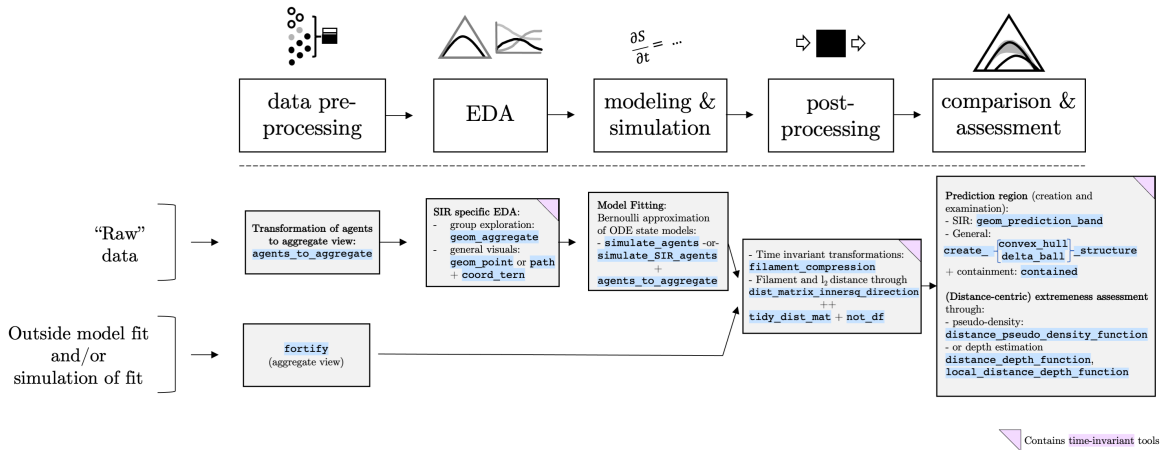 ∂S/∂t = ...
data pre-
processing
EDA
modeling &
simulation
post-
processing
comparison &
assessment
“Raw”
data
Transformation of agents
to aggregate view:
agents_to_aggregate
SIR specific EDA:
- group exploration:
geom_aggregate
- general visuals:
geom_point or path
+ coord_tern
Model Fitting:
Bernoulli approximation
of ODE state models:
- simulate_agents -or-
simulate_SIR_agents
+
agents_to_aggregate
- Time invariant transformations:
filament_compression
- Filament and l₂ distance through
dist_matrix_innersq_direction
++
tidy_dist_mat + not_df
Prediction region (creation and
examination):
- SIR: geom_prediction_band
- General:
create_ -[convex_hull
delta_ball]-_structure
+ containment: contained
(Distance-centric) extremeness assessment
through:
- pseudo-density:
distance_pseudo_density_function
- or depth estimation
distance_depth_function,
local_distance_depth_function
Outside model fit
and/or
simulation of fit
fortify
(aggregate view)
Contains time-invariant tools